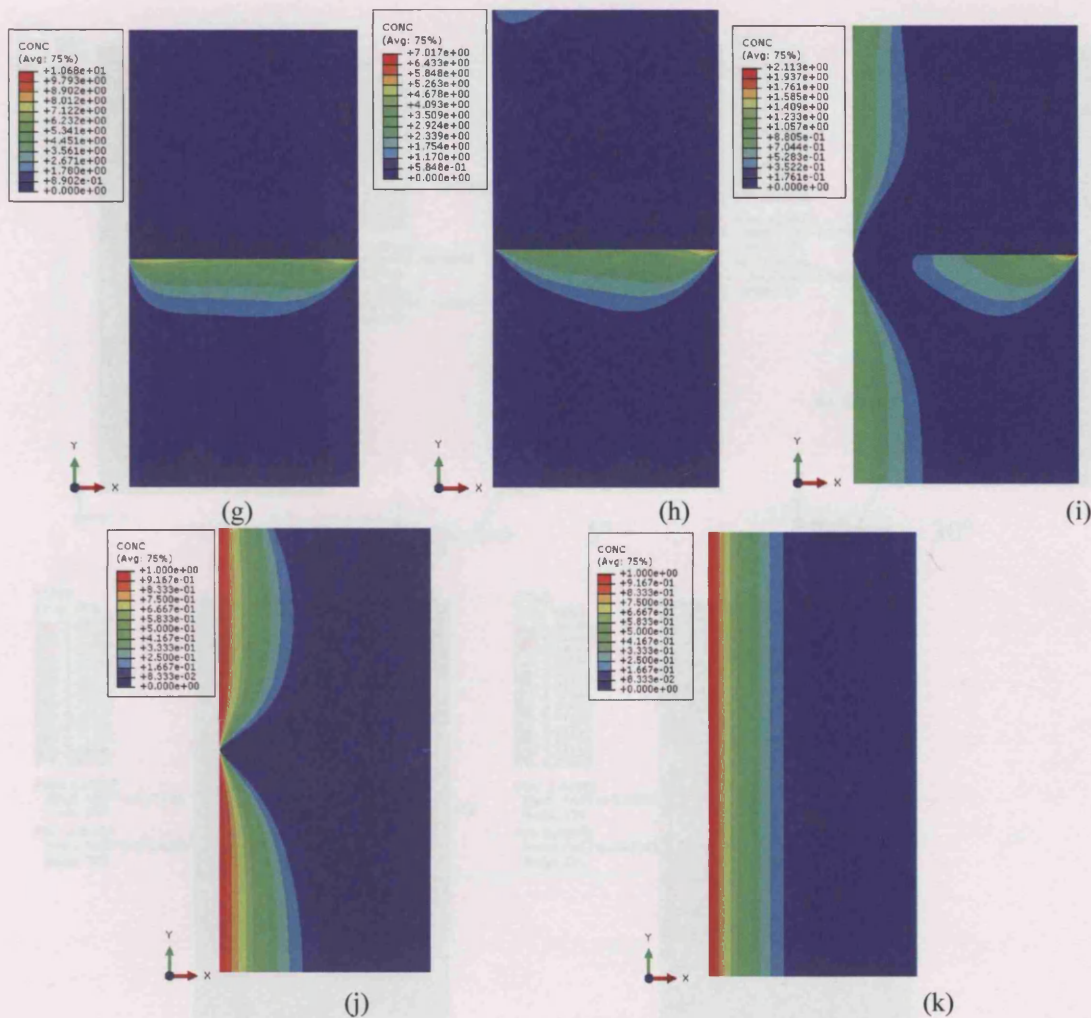 CONC
(Avg: 75%)
+1.068e+01
+9.793e+00
+8.902e+00
+8.012e+00
+7.122e+00
+6.232e+00
+5.341e+00
+4.451e+00
+3.561e+00
+2.671e+00
+1.780e+00
+8.902e-01
+0.000e+00
Y
X
(g)
CONC
(Avg: 75%)
+7.017e+00
+6.433e+00
+5.848e+00
+5.263e+00
+4.678e+00
+4.093e+00
+3.509e+00
+2.924e+00
+2.339e+00
+1.754e+00
+1.170e+00
+5.848e-01
+0.000e+00
Y
X
(h)
CONC
(Avg: 75%)
+2.113e+00
+1.937e+00
+1.761e+00
+1.585e+00
+1.409e+00
+1.233e+00
+1.057e+00
+8.805e-01
+7.044e-01
+5.283e-01
+3.522e-01
+1.761e-01
+0.000e+00
Y
X
(i)
CONC
(Avg: 75%)
+1.000e+00
+9.167e-01
+8.333e-01
+7.500e-01
+6.667e-01
+5.833e-01
+5.000e-01
+4.167e-01
+3.333e-01
+2.500e-01
+1.667e-01
+8.333e-02
+0.000e+00
Y
X
(j)
CONC
(Avg: 75%)
+1.000e+00
+9.167e-01
+8.333e-01
+7.500e-01
+6.667e-01
+5.833e-01
+5.000e-01
+4.167e-01
+3.333e-01
+2.500e-01
+1.667e-01
+8.333e-02
+0.000e+00
Y
X
(k)